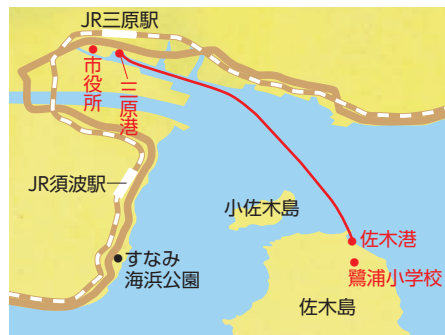 JR三原駅
市役所
三原港
JR須波駅
小佐木島
佐木港
すなみ
海浜公園
鷺浦小学校
佐木島